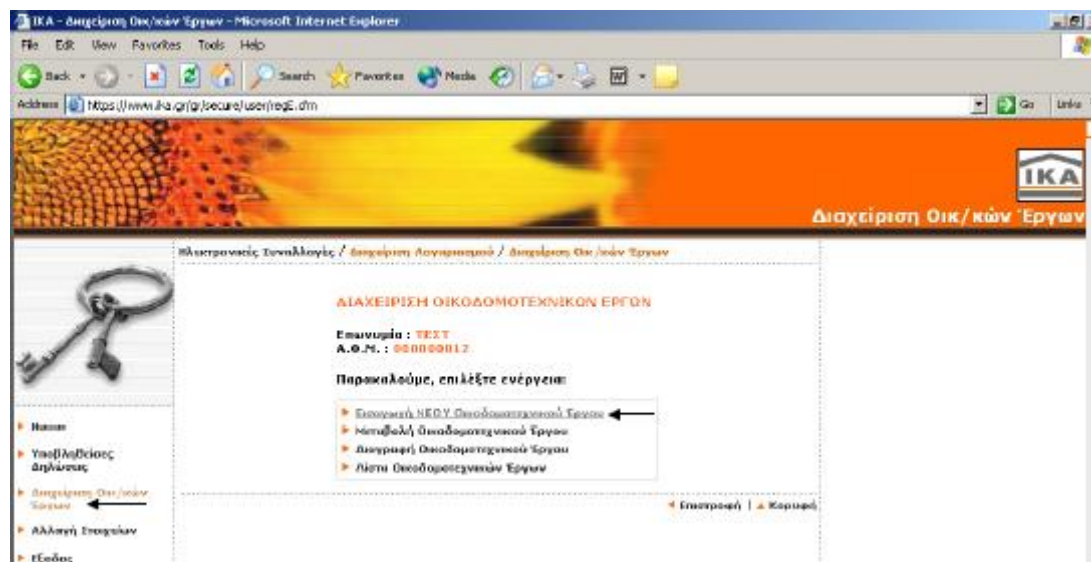 IKA - Διαχείριση Οικ/κών Έργων - Microsoft Internet Explorer
File Edit View Favorites Tools Help
Back Search Favorites Media
Address https://www.ika.gr/gr/secure/user/regE.cfm Go Links
IKA
Διαχείριση Οικ/κών Έργων
Ηλεκτρονικές Συναλλαγές / Διαχείριση Λογαριασμού / Διαχείριση Οικ/κών Έργων
ΔΙΑΧΕΙΡΙΣΗ ΟΙΚΟΔΟΜΟΤΕΧΝΙΚΩΝ ΕΡΓΩΝ
Επωνυμία : TEST
Α.Θ.Μ. : 000000012
Παρακαλούμε, επιλέξτε ενέργεια:
Εισαγωγή ΝΕΟΥ Οικοδομοτεχνικού Έργου
Μεταβολή Οικοδομοτεχνικού Έργου
Διαγραφή Οικοδομοτεχνικού Έργου
Λίστα Οικοδομοτεχνικών Έργων
Επιστροφή | Κορυφή
Home
Υποβληθείσες
Δηλώσεις
Διαχείριση Οικ/κών
Έργων
Αλλαγή Στοιχείων
Έξοδος